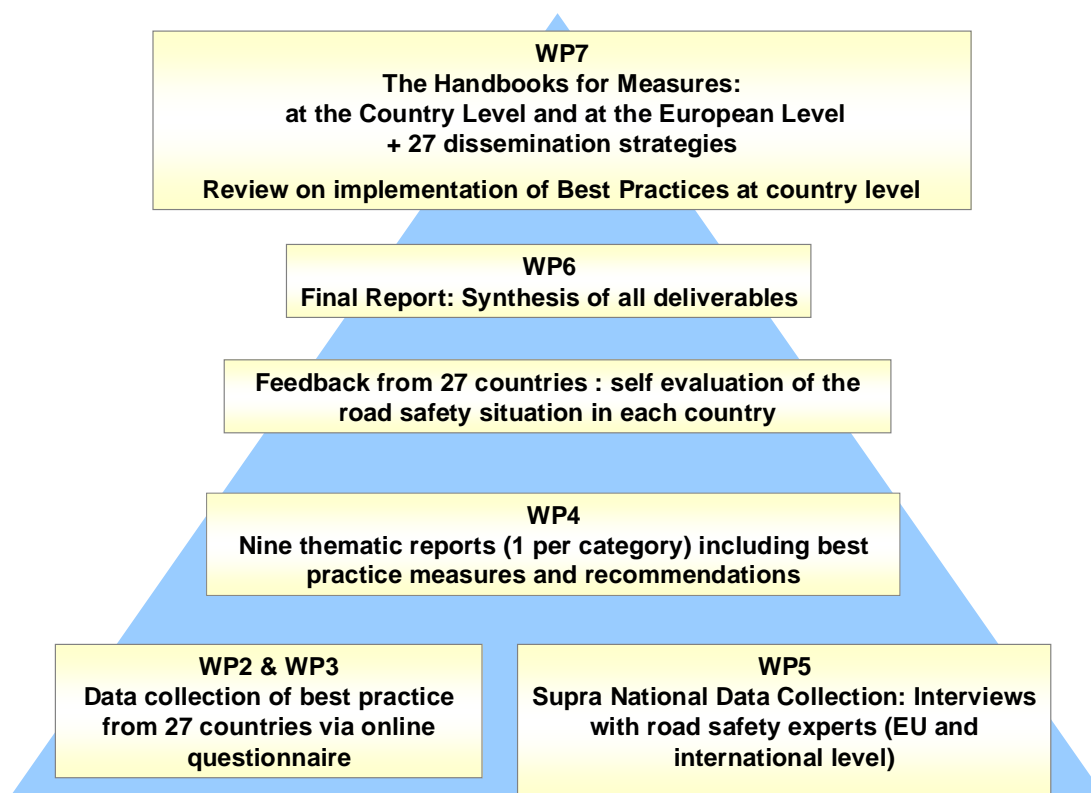 WP7
The Handbooks for Measures:
at the Country Level and at the European Level
+ 27 dissemination strategies
Review on implementation of Best Practices at country level
WP6
Final Report: Synthesis of all deliverables
Feedback from 27 countries : self evaluation of the
road safety situation in each country
WP4
Nine thematic reports (1 per category) including best
practice measures and recommendations
WP2 & WP3
Data collection of best practice
from 27 countries via online
questionnaire
WP5
Supra National Data Collection: Interviews
with road safety experts (EU and
international level)